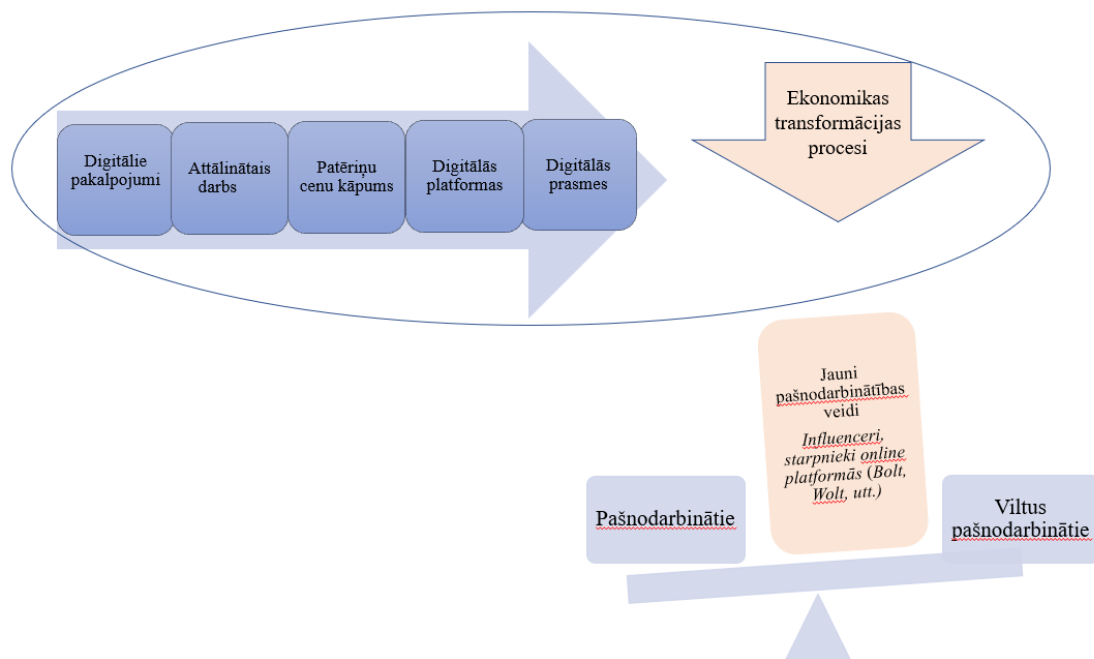 Digitālie
pakalpojumi
Attālinātais
darbs
Patēriņu
cenu kāpums
Digitālās
platformas
Digitālās
prasmes
Ekonomikas
transformācijas
procesi
Jauni
pašnodarbinātības
veidi
Influenceri,
starpnieki online
platformās (Bolt,
Wolt, utt.)
Pašnodarbinātie
Viltus
pašnodarbinātie